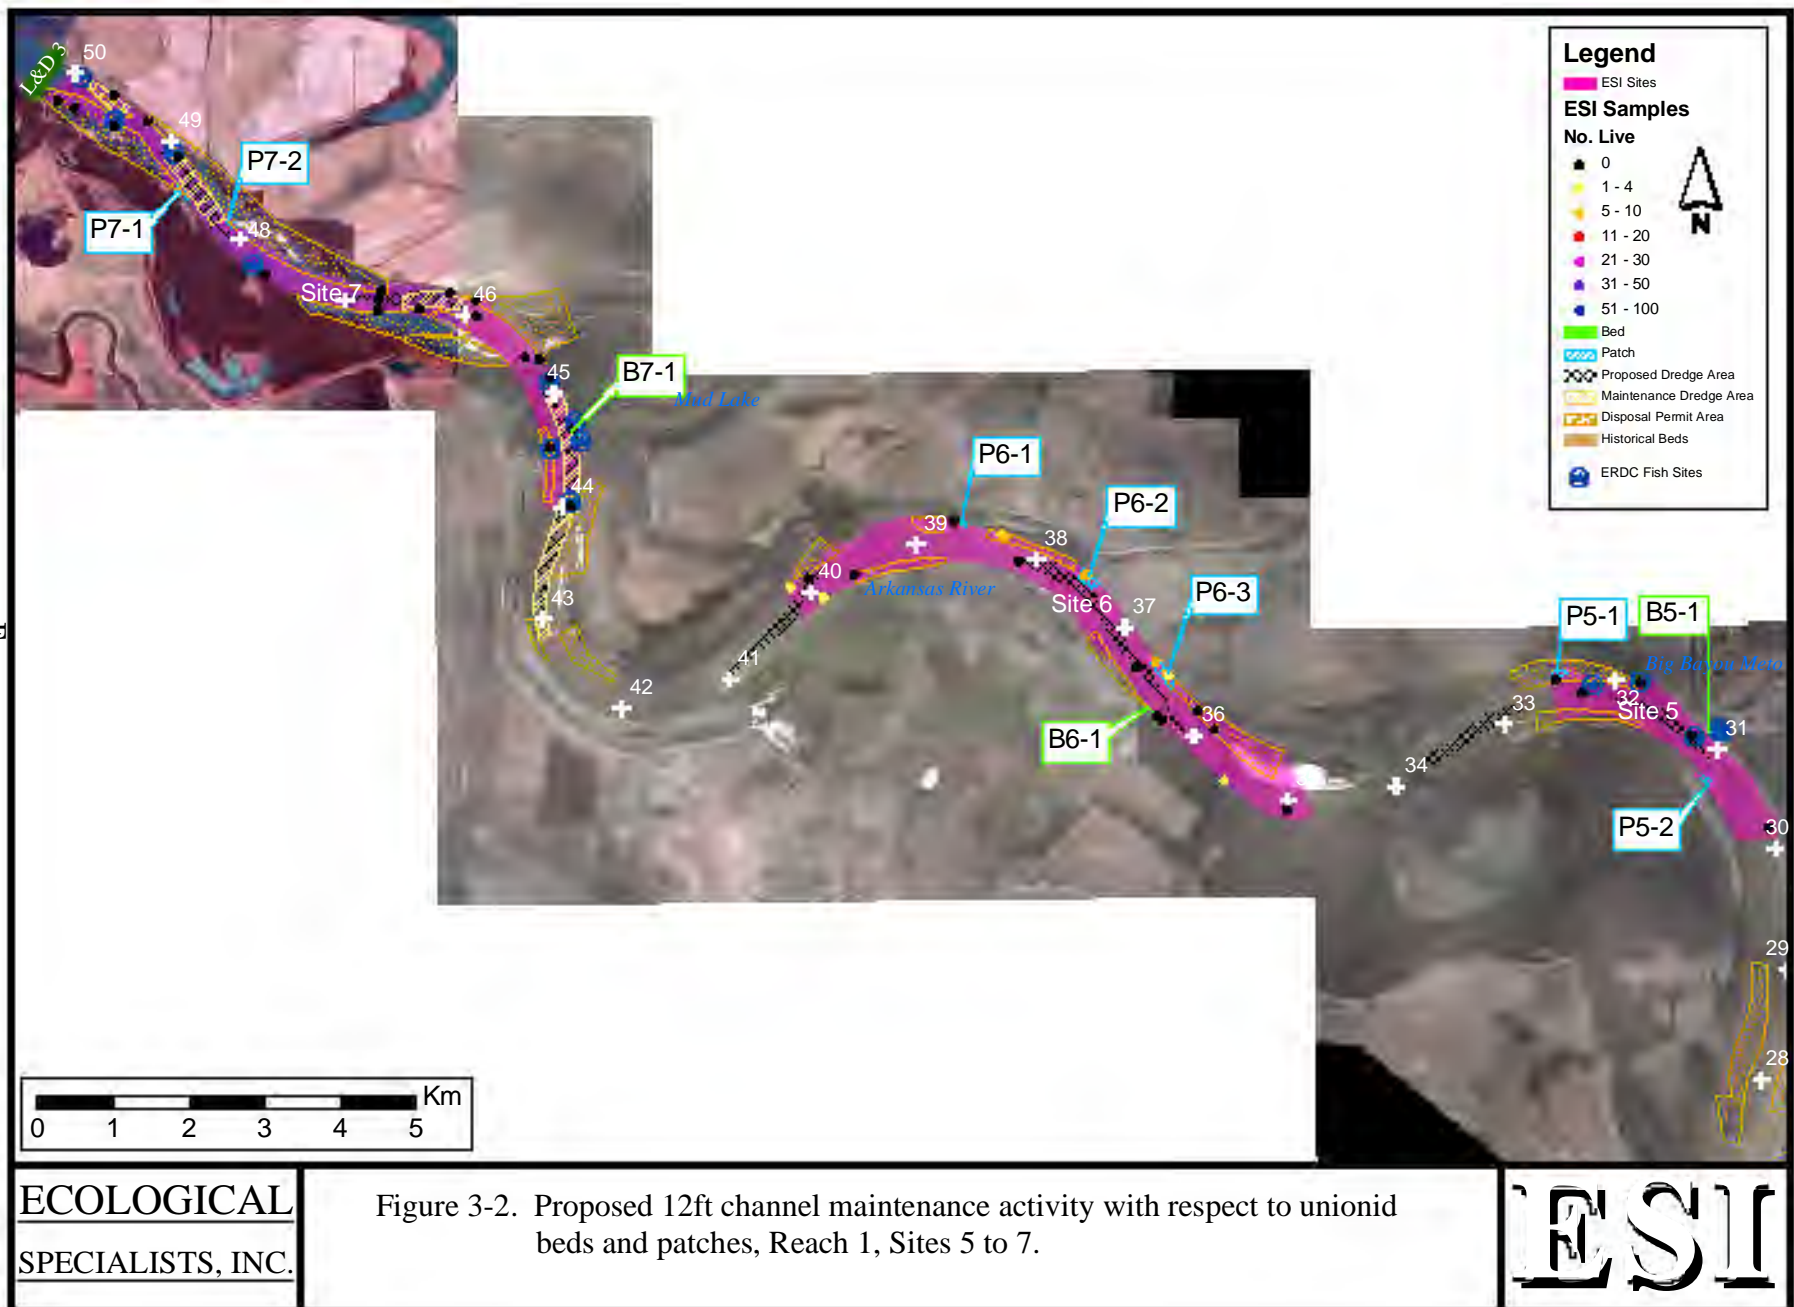 L&D 3
50
49
P7-2
P7-1
48
Site 7
46
45
B7-1
Mud Lake
44
43
42
41
40
39
P6-1
38
P6-2
Arkansas River
Site 6
37
P6-3
36
B6-1
34
33
P5-1
B5-1
Big Bayou Meto
32
Site 5
31
P5-2
30
29
28
Legend
ESI Sites
ESI Samples
No. Live
0
1 - 4
5 - 10
11 - 20
21 - 30
31 - 50
51 - 100
Bed
Patch
Proposed Dredge Area
Maintenance Dredge Area
Disposal Permit Area
Historical Beds
ERDC Fish Sites
N
Km
0 1 2 3 4 5
ECOLOGICAL
SPECIALISTS, INC.
Figure 3-2. Proposed 12ft channel maintenance activity with respect to unionid
beds and patches, Reach 1, Sites 5 to 7.
ESI